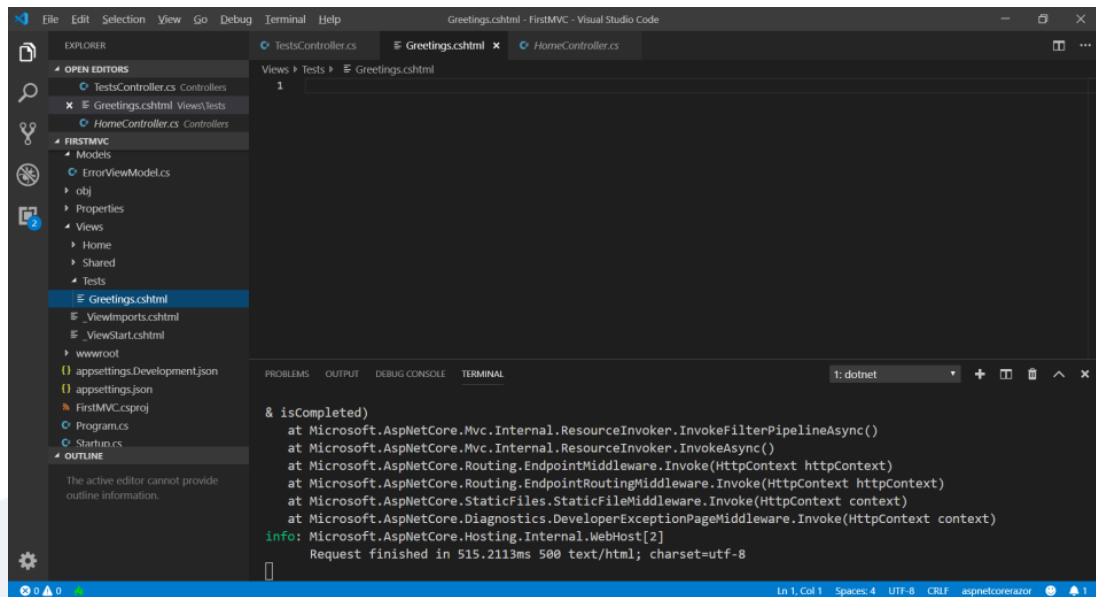 File Edit Selection View Go Debug Terminal Help
Greetings.cshtml - FirstMVC - Visual Studio Code
EXPLORER
OPEN EDITORS
TestsController.cs Controllers
Greetings.cshtml Views\Tests
HomeController.cs Controllers
FIRSTMVC
Models
ErrorViewModel.cs
obj
Properties
Views
Home
Shared
Tests
Greetings.cshtml
_ViewImports.cshtml
_ViewStart.cshtml
wwwroot
{} appsettings.Development.json
{} appsettings.json
FirstMVC.csproj
Program.cs
Startup.cs
OUTLINE
The active editor cannot provide
outline information.
2
TestsController.cs Greetings.cshtml HomeController.cs
Views Tests Greetings.cshtml
1
PROBLEMS OUTPUT DEBUG CONSOLE TERMINAL 1: dotnet
& isCompleted)
at Microsoft.AspNetCore.Mvc.Internal.ResourceInvoker.InvokeFilterPipelineAsync()
at Microsoft.AspNetCore.Mvc.Internal.ResourceInvoker.InvokeAsync()
at Microsoft.AspNetCore.Routing.EndpointMiddleware.Invoke(HttpContext httpContext)
at Microsoft.AspNetCore.Routing.EndpointRoutingMiddleware.Invoke(HttpContext httpContext)
at Microsoft.AspNetCore.StaticFiles.StaticFileMiddleware.Invoke(HttpContext context)
at Microsoft.AspNetCore.Diagnostics.DeveloperExceptionPageMiddleware.Invoke(HttpContext context)
info: Microsoft.AspNetCore.Hosting.Internal.WebHost[2]
Request finished in 515.2113ms 500 text/html; charset=utf-8
0 0 Ln 1, Col 1 Spaces: 4 UTF-8 CRLF aspnetcorerazor 1